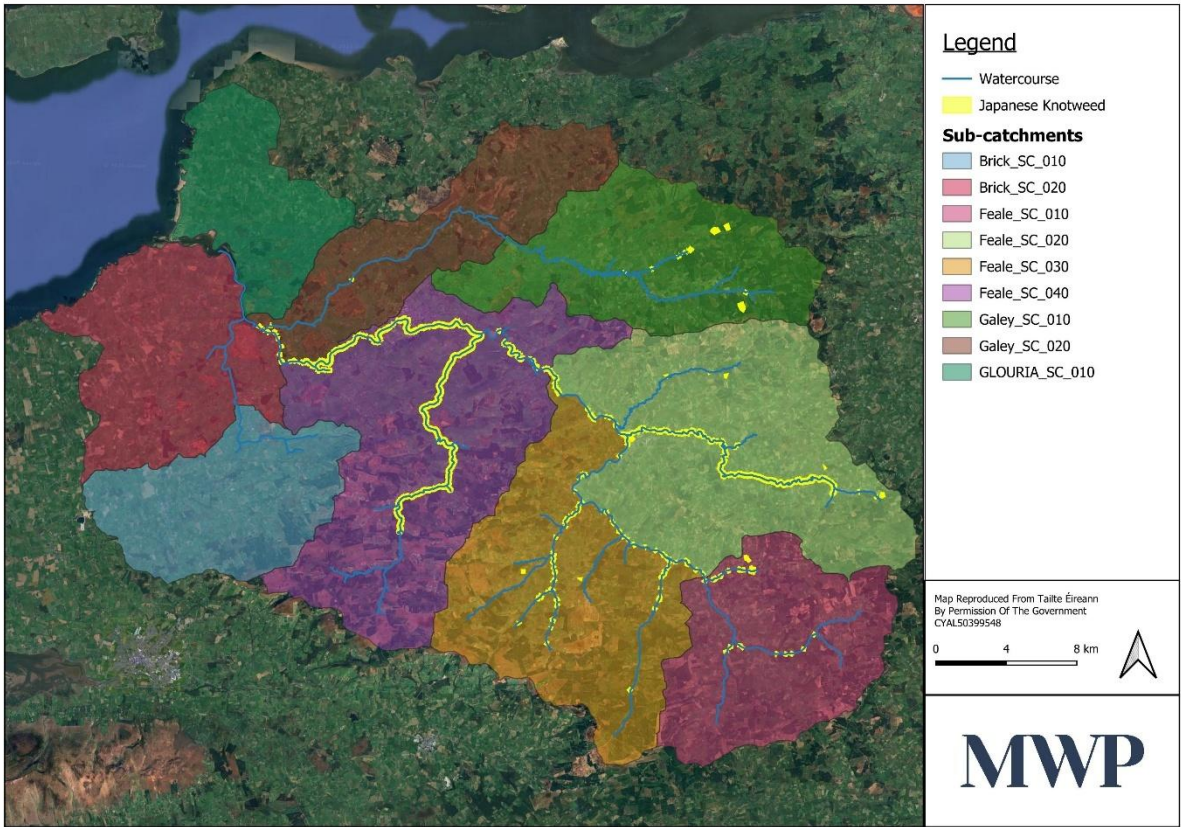 Legend
Watercourse
Japanese Knotweed
Sub-catchments
Brick_SC_010
Brick_SC_020
Feale_SC_010
Feale_SC_020
Feale_SC_030
Feale_SC_040
Galey_SC_010
Galey_SC_020
GLOURIA_SC_010
Map Reproduced From Tailte Éireann
By Permission Of The Government
CYAL50399548
0 4 8 km
MWP